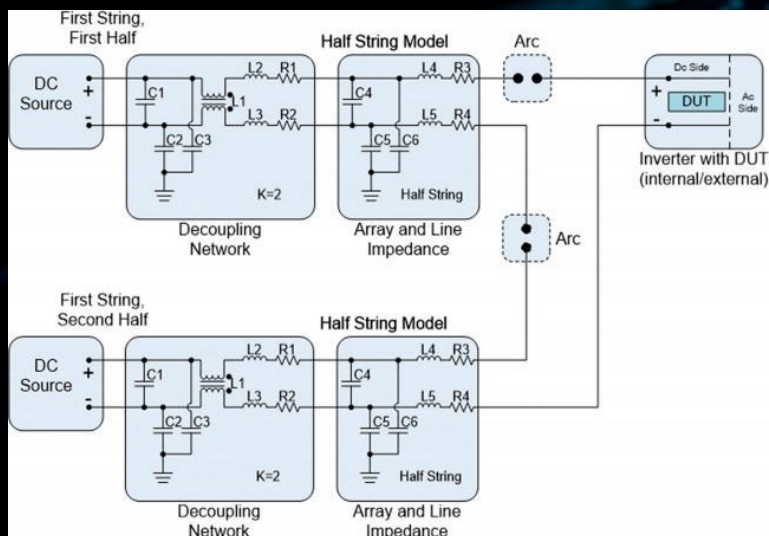 First String,
First Half
DC
Source
+
-
C1
C2
C3
L1
L2
R1
L3
R2
K=2
Decoupling
Network
Half String Model
C4
C5
C6
L4
R3
L5
R4
Half String
Array and Line
Impedance
Arc
Dc Side
+
DUT
-
Ac
Side
Inverter with DUT
(internal/external)
Arc
First String,
Second Half
DC
Source
+
-
C1
C2
C3
L1
L2
R1
L3
R2
K=2
Decoupling
Network
Half String Model
C4
C5
C6
L4
R3
L5
R4
Half String
Array and Line
Impedance